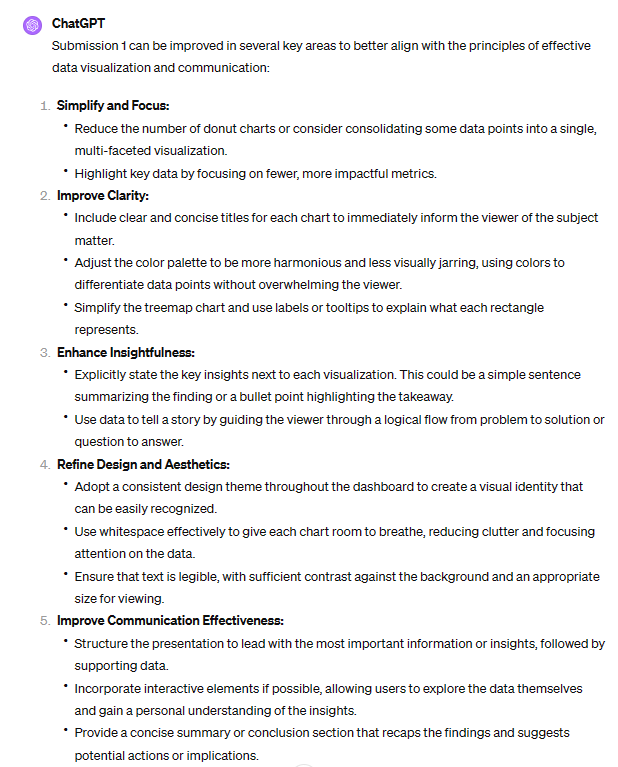 ChatGPT
Submission 1 can be improved in several key areas to better align with the principles of effective
data visualization and communication:
1. Simplify and Focus:
• Reduce the number of donut charts or consider consolidating some data points into a single,
multi-faceted visualization.
• Highlight key data by focusing on fewer, more impactful metrics.
2. Improve Clarity:
• Include clear and concise titles for each chart to immediately inform the viewer of the subject
matter.
• Adjust the color palette to be more harmonious and less visually jarring, using colors to
differentiate data points without overwhelming the viewer.
• Simplify the treemap chart and use labels or tooltips to explain what each rectangle
represents.
3. Enhance Insightfulness:
• Explicitly state the key insights next to each visualization. This could be a simple sentence
summarizing the finding or a bullet point highlighting the takeaway.
• Use data to tell a story by guiding the viewer through a logical flow from problem to solution or
question to answer.
4. Refine Design and Aesthetics:
• Adopt a consistent design theme throughout the dashboard to create a visual identity that
can be easily recognized.
• Use whitespace effectively to give each chart room to breathe, reducing clutter and focusing
attention on the data.
• Ensure that text is legible, with sufficient contrast against the background and an appropriate
size for viewing.
5. Improve Communication Effectiveness:
• Structure the presentation to lead with the most important information or insights, followed by
supporting data.
• Incorporate interactive elements if possible, allowing users to explore the data themselves
and gain a personal understanding of the insights.
• Provide a concise summary or conclusion section that recaps the findings and suggests
potential actions or implications.